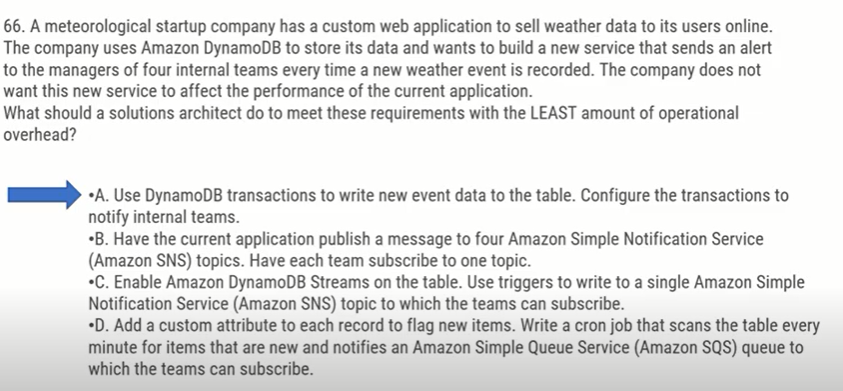 66. A meteorological startup company has a custom web application to sell weather data to its users online.
The company uses Amazon DynamoDB to store its data and wants to build a new service that sends an alert
to the managers of four internal teams every time a new weather event is recorded. The company does not
want this new service to affect the performance of the current application.
What should a solutions architect do to meet these requirements with the LEAST amount of operational
overhead?
•A. Use DynamoDB transactions to write new event data to the table. Configure the transactions to
notify internal teams.
•B. Have the current application publish a message to four Amazon Simple Notification Service
(Amazon SNS) topics. Have each team subscribe to one topic.
•C. Enable Amazon DynamoDB Streams on the table. Use triggers to write to a single Amazon Simple
Notification Service (Amazon SNS) topic to which the teams can subscribe.
•D. Add a custom attribute to each record to flag new items. Write a cron job that scans the table every
minute for items that are new and notifies an Amazon Simple Queue Service (Amazon SQS) queue to
which the teams can subscribe.